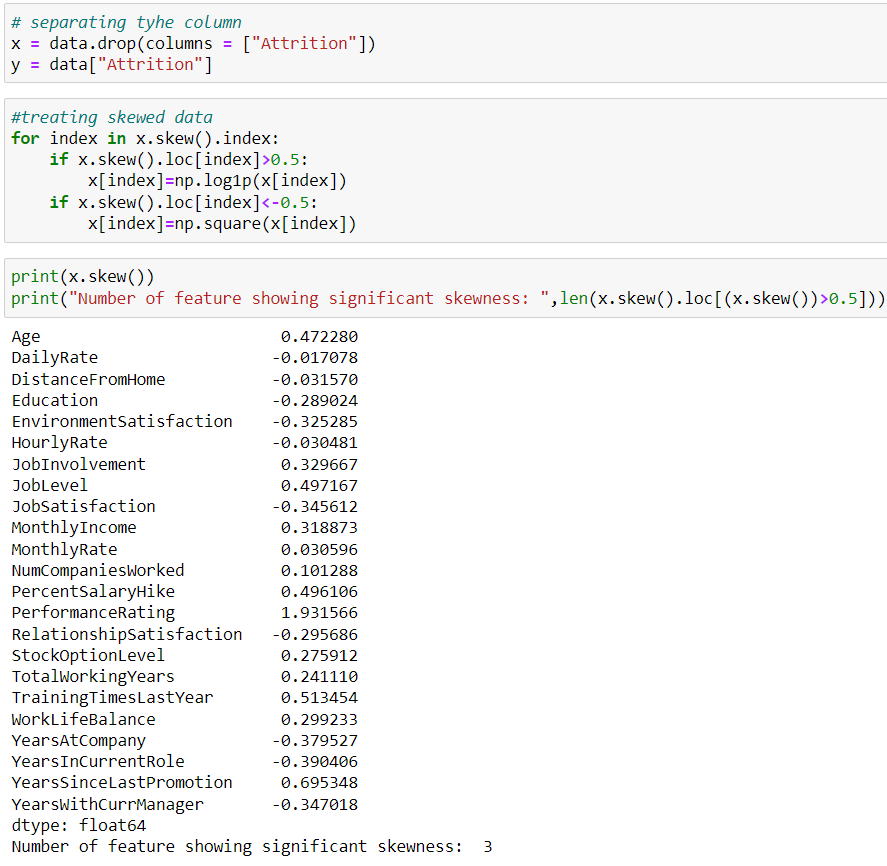 # separating tyhe column
x = data.drop(columns = ["Attrition"])
y = data["Attrition"]
#treating skewed data
for index in x.skew().index:
    if x.skew().loc[index]>0.5:
        x[index]=np.log1p(x[index])
    if x.skew().loc[index]<-0.5:
        x[index]=np.square(x[index])
print(x.skew())
print("Number of feature showing significant skewness: ",len(x.skew().loc[(x.skew())>0.5]))
Age                         0.472280
DailyRate                  -0.017078
DistanceFromHome           -0.031570
Education                  -0.289024
EnvironmentSatisfaction    -0.325285
HourlyRate                 -0.030481
JobInvolvement              0.329667
JobLevel                    0.497167
JobSatisfaction            -0.345612
MonthlyIncome               0.318873
MonthlyRate                 0.030596
NumCompaniesWorked          0.101288
PercentSalaryHike           0.496106
PerformanceRating           1.931566
RelationshipSatisfaction   -0.295686
StockOptionLevel            0.275912
TotalWorkingYears           0.241110
TrainingTimesLastYear       0.513454
WorkLifeBalance             0.299233
YearsAtCompany             -0.379527
YearsInCurrentRole         -0.390406
YearsSinceLastPromotion     0.695348
YearsWithCurrManager       -0.347018
dtype: float64
Number of feature showing significant skewness:  3